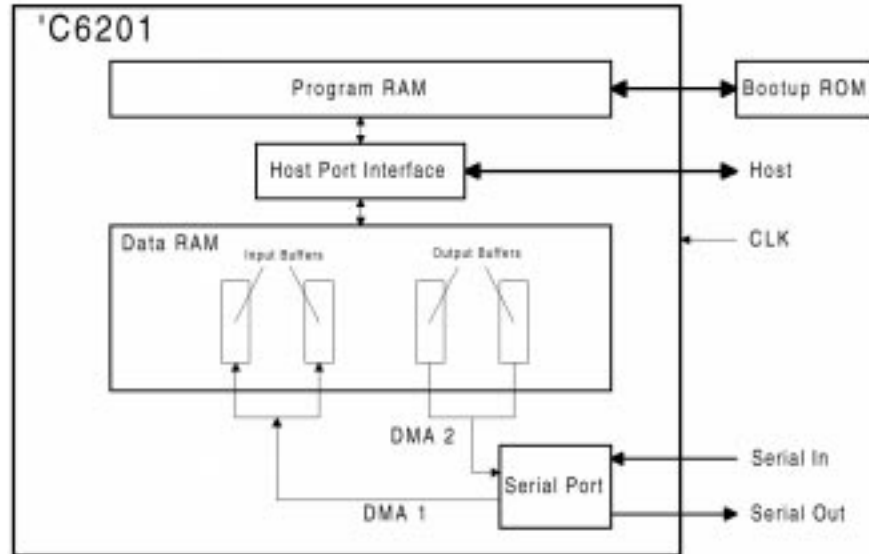 'C6201
Program RAM
Bootup ROM
Host Port Interface
Host
Data RAM
CLK
Input Buffers
Output Buffers
DMA 2
Serial In
Serial Port
DMA 1
Serial Out